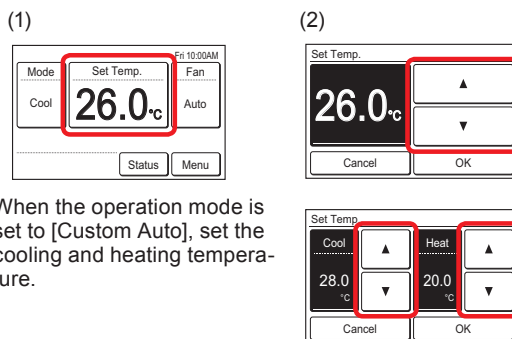 (1)
Fri 10:00AM
Mode Set Temp. Fan
Cool 26.0°C Auto
Status Menu
When the operation mode is
set to [Custom Auto], set the
cooling and heating tempera-
ture.
(2)
Set Temp.
26.0°C
▲
▼
Cancel OK
Set Temp.
Cool ▲ Heat ▲
28.0 °C ▼ 20.0 °C ▼
Cancel OK